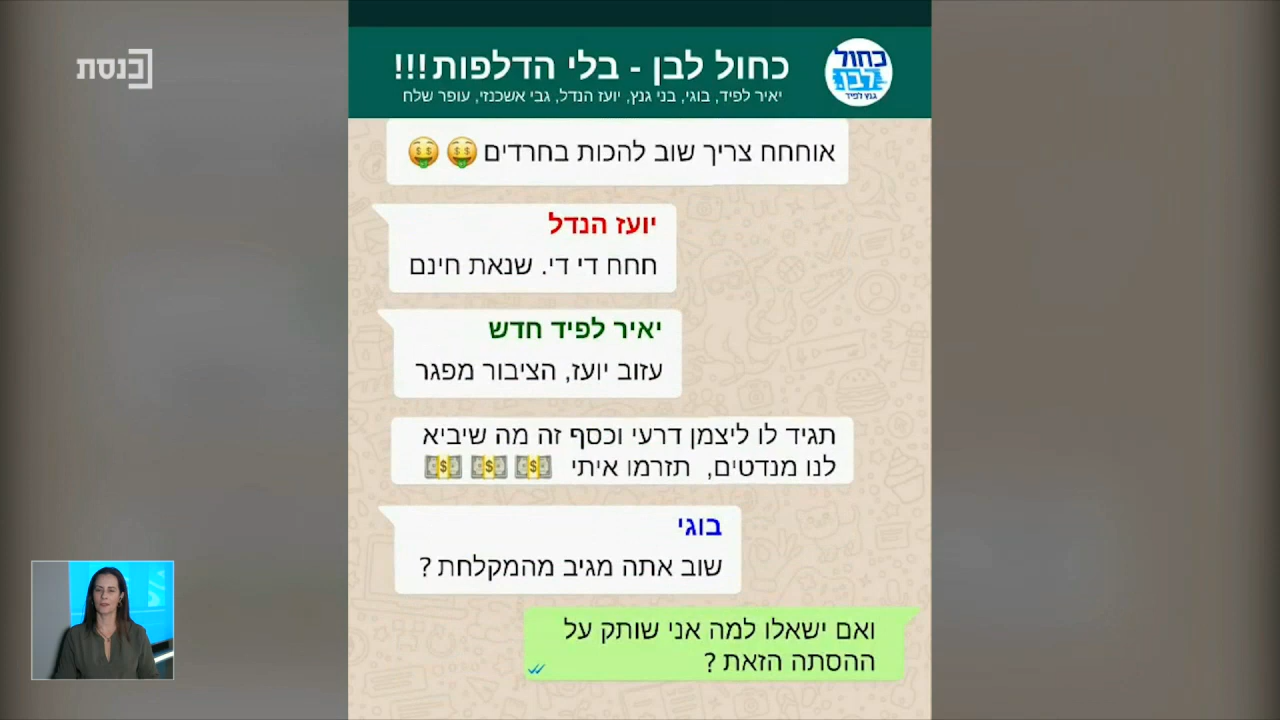 כנסת
כחול לבן - בלי הדלפות!!!
יאיר לפיד, בוגי, בני גנץ, יועז הנדל, גבי אשכנזי, עופר שלח
כחול
לבן
גנץ לפיד
אוחחח צריך שוב להכות בחרדים
יועז הנדל
חחח די די. שנאת חינם
יאיר לפיד חדש
עזוב יועז, הציבור מפגר
תגיד לו ליצמן דרעי וכסף זה מה שיביא
לנו מנדטים, תזרמו איתי
בוגי
שוב אתה מגיב מהמקלחת ?
ואם ישאלו למה אני שותק על
ההסתה הזאת ?